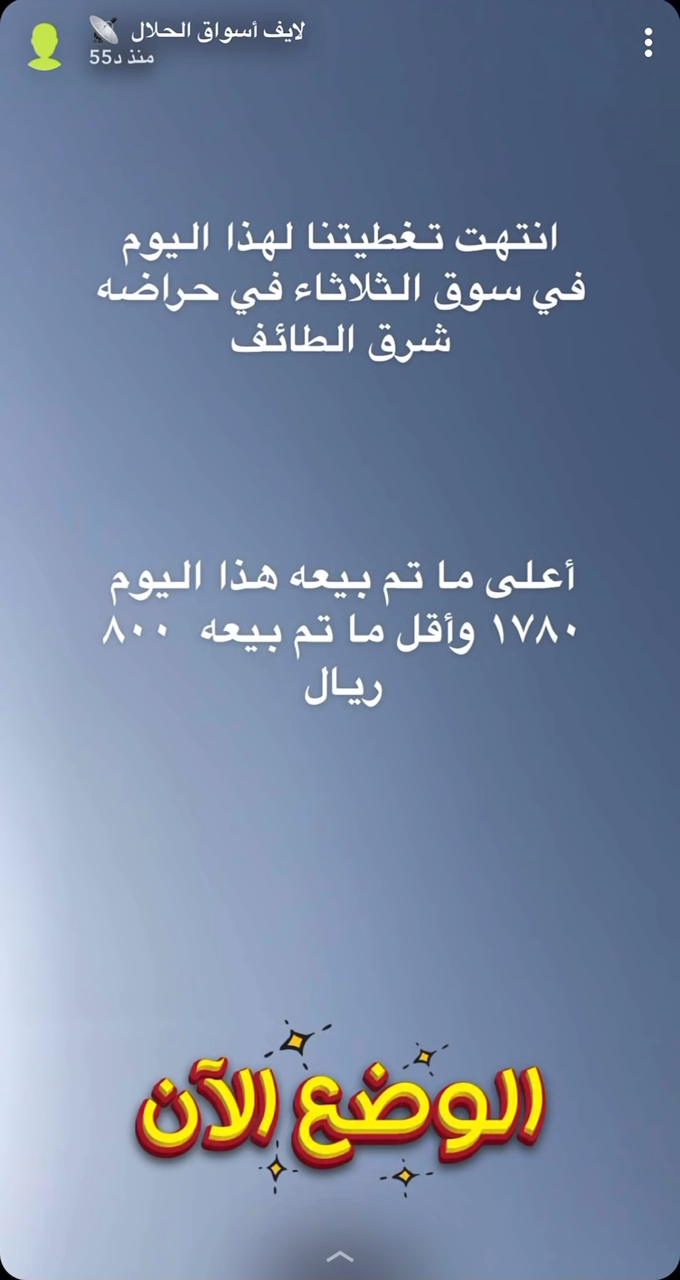 لايف أسواق الحلال 📡
منذ 55د
انتهت تغطيتنا لهذا اليوم
في سوق الثلاثاء في حراضه
شرق الطائف
أعلى ما تم بيعه هذا اليوم
١٧٨٠ وأقل ما تم بيعه ٨٠٠
ريال
الوضع الآن